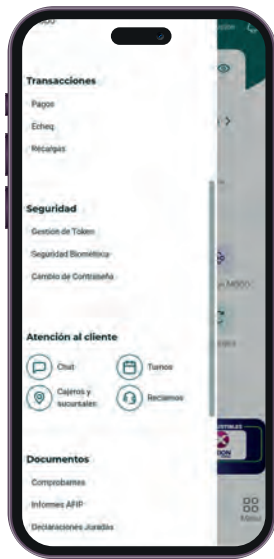 Transacciones
Pagos
Echeq
Recargas
Seguridad
Gestión de Token
Seguridad Biométrica
Cambio de Contraseña
Atención al cliente
Chat
Turnos
Cajeros y
sucursales
Reclamos
Documentos
Comprobantes
Informes AFIP
Declaraciones Juradas
MODO
Menú